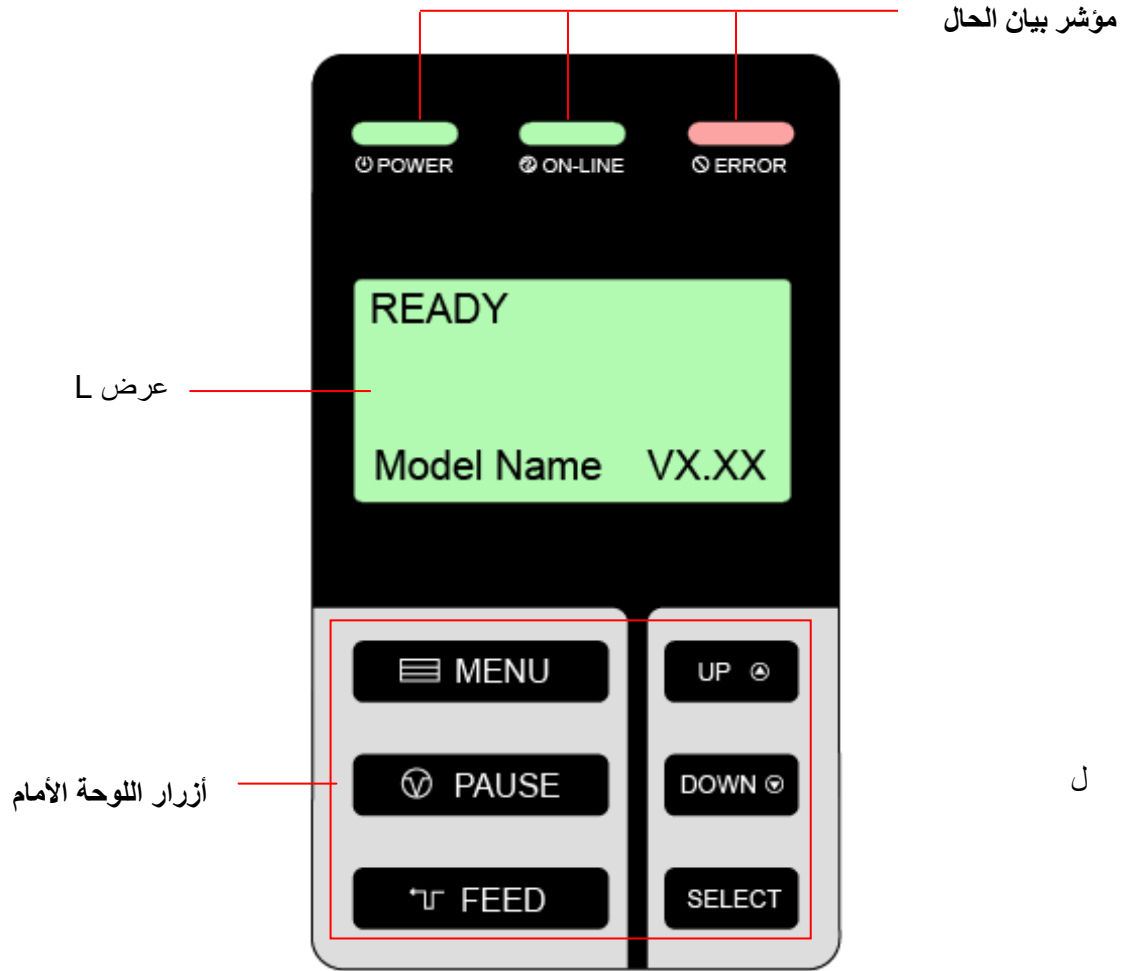 مؤشر بيان الحال
POWER ON-LINE ERROR
READY
عرض L
Model Name VX.XX
MENU UP
أزرار اللوحة الأمام
PAUSE DOWN
ل
FEED SELECT